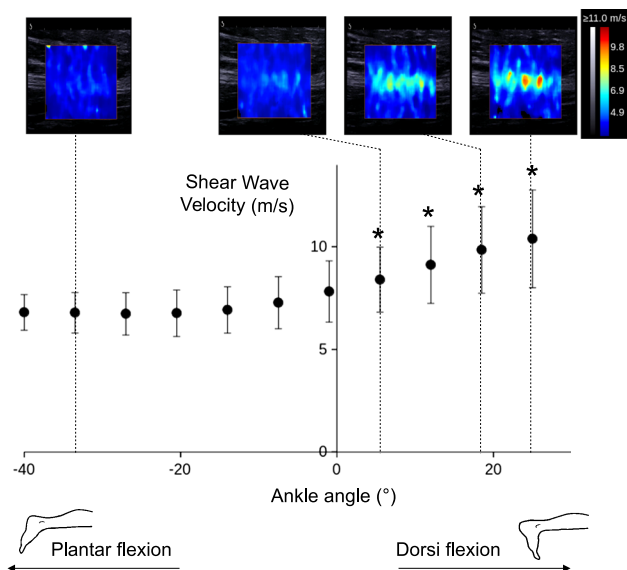 ≥11.0 m/s
9.8
8.8
6.9
4.9
Shear Wave
Velocity (m/s)
*
*
*
*
10
5
0
-40
-20
0
20
Ankle angle (°)
Plantar flexion
Dorsi flexion